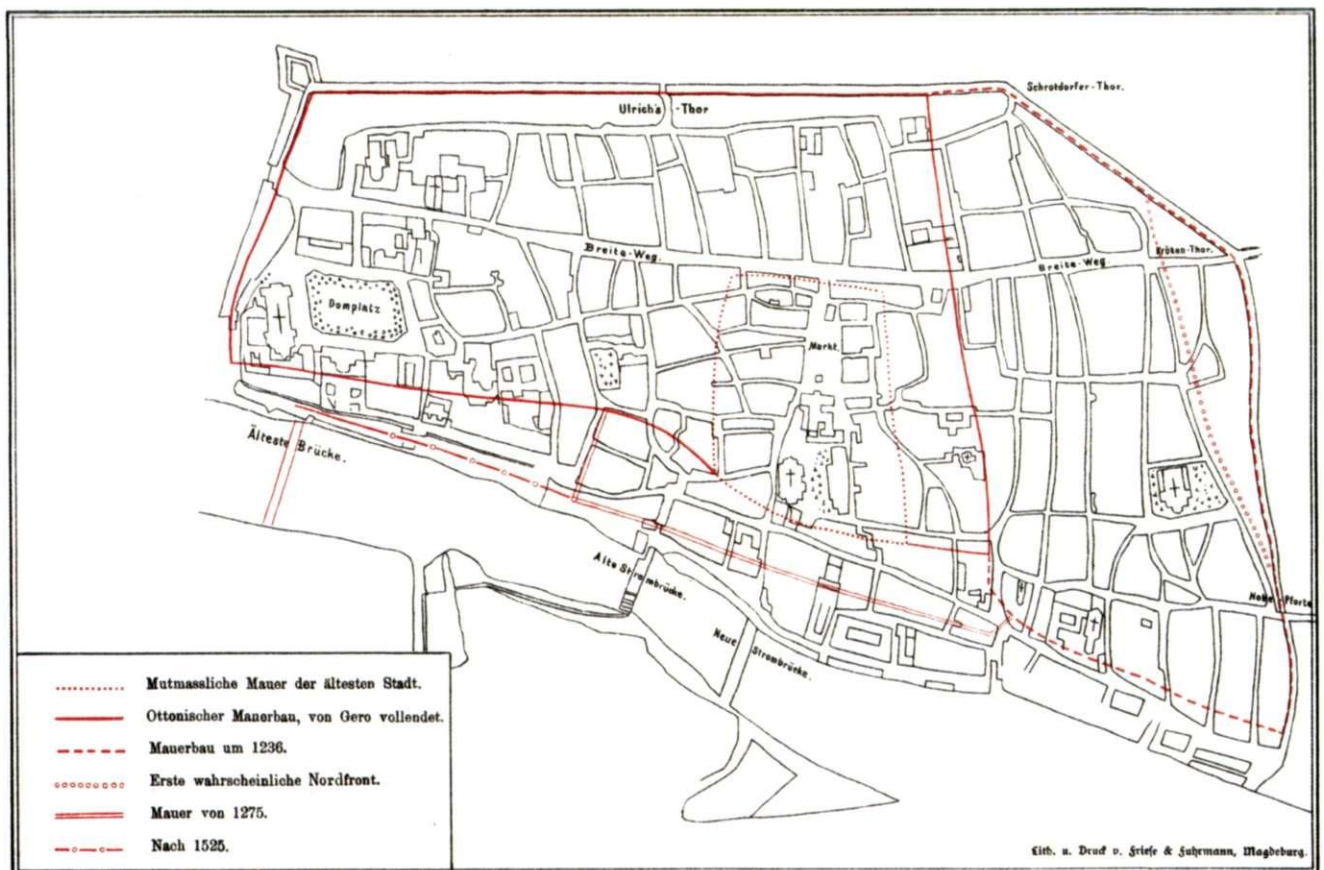 Schrotdorfer-Thor.
Ulrich's -Thor
Breite-Weg.
Kröken-Thor.
Breite-Weg.
Domplatz
Markt.
Älteste Brücke.
Alte Strombrücke.
Hohe-Pforte
Neue Strombrücke.
Mutmassliche Mauer der ältesten Stadt.
Ottonischer Mauerbau, von Gero vollendet.
Mauerbau um 1236.
Erste wahrscheinliche Nordfront.
Mauer von 1275.
Nach 1525.
Lith. u. Druck v. Friese & Fuhrmann, Magdeburg.